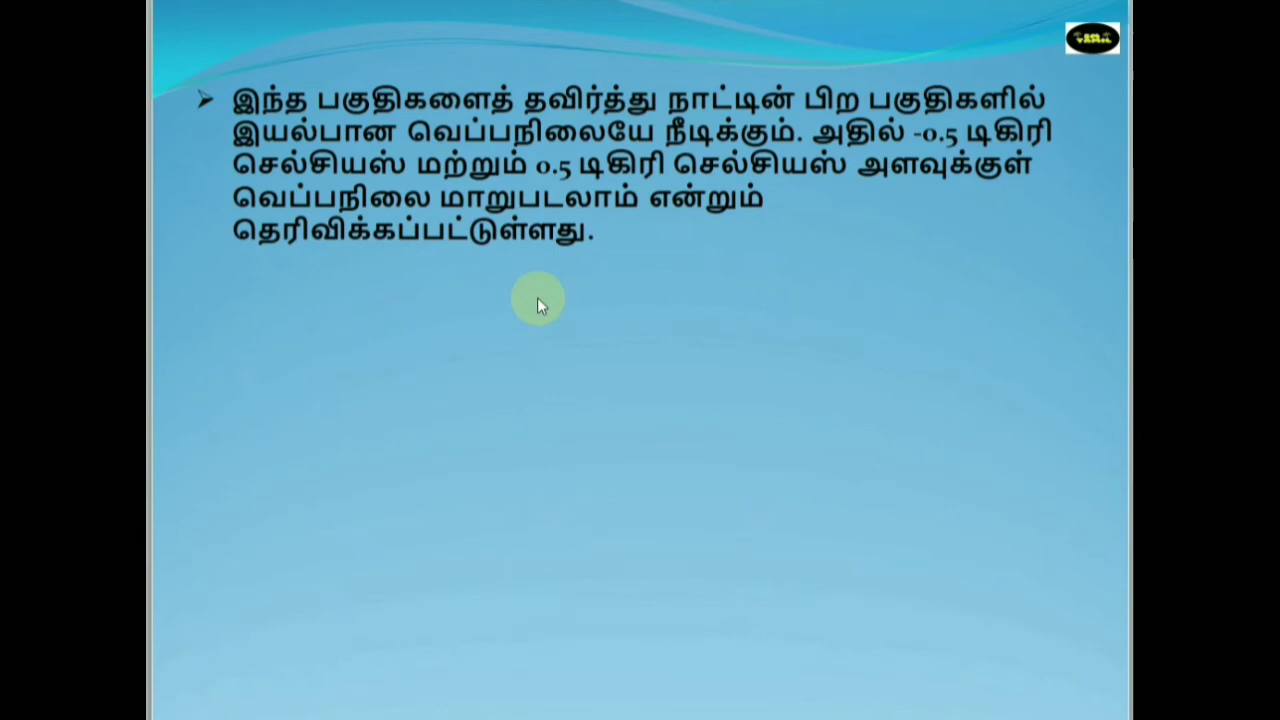 இந்த பகுதிகளைத் தவிர்த்து நாட்டின் பிற பகுதிகளில்
இயல்பான வெப்பநிலையே நீடிக்கும். அதில் -0.5 டிகிரி
செல்சியஸ் மற்றும் 0.5 டிகிரி செல்சியஸ் அளவுக்குள்
வெப்பநிலை மாறுபடலாம் என்றும்
தெரிவிக்கப்பட்டுள்ளது.